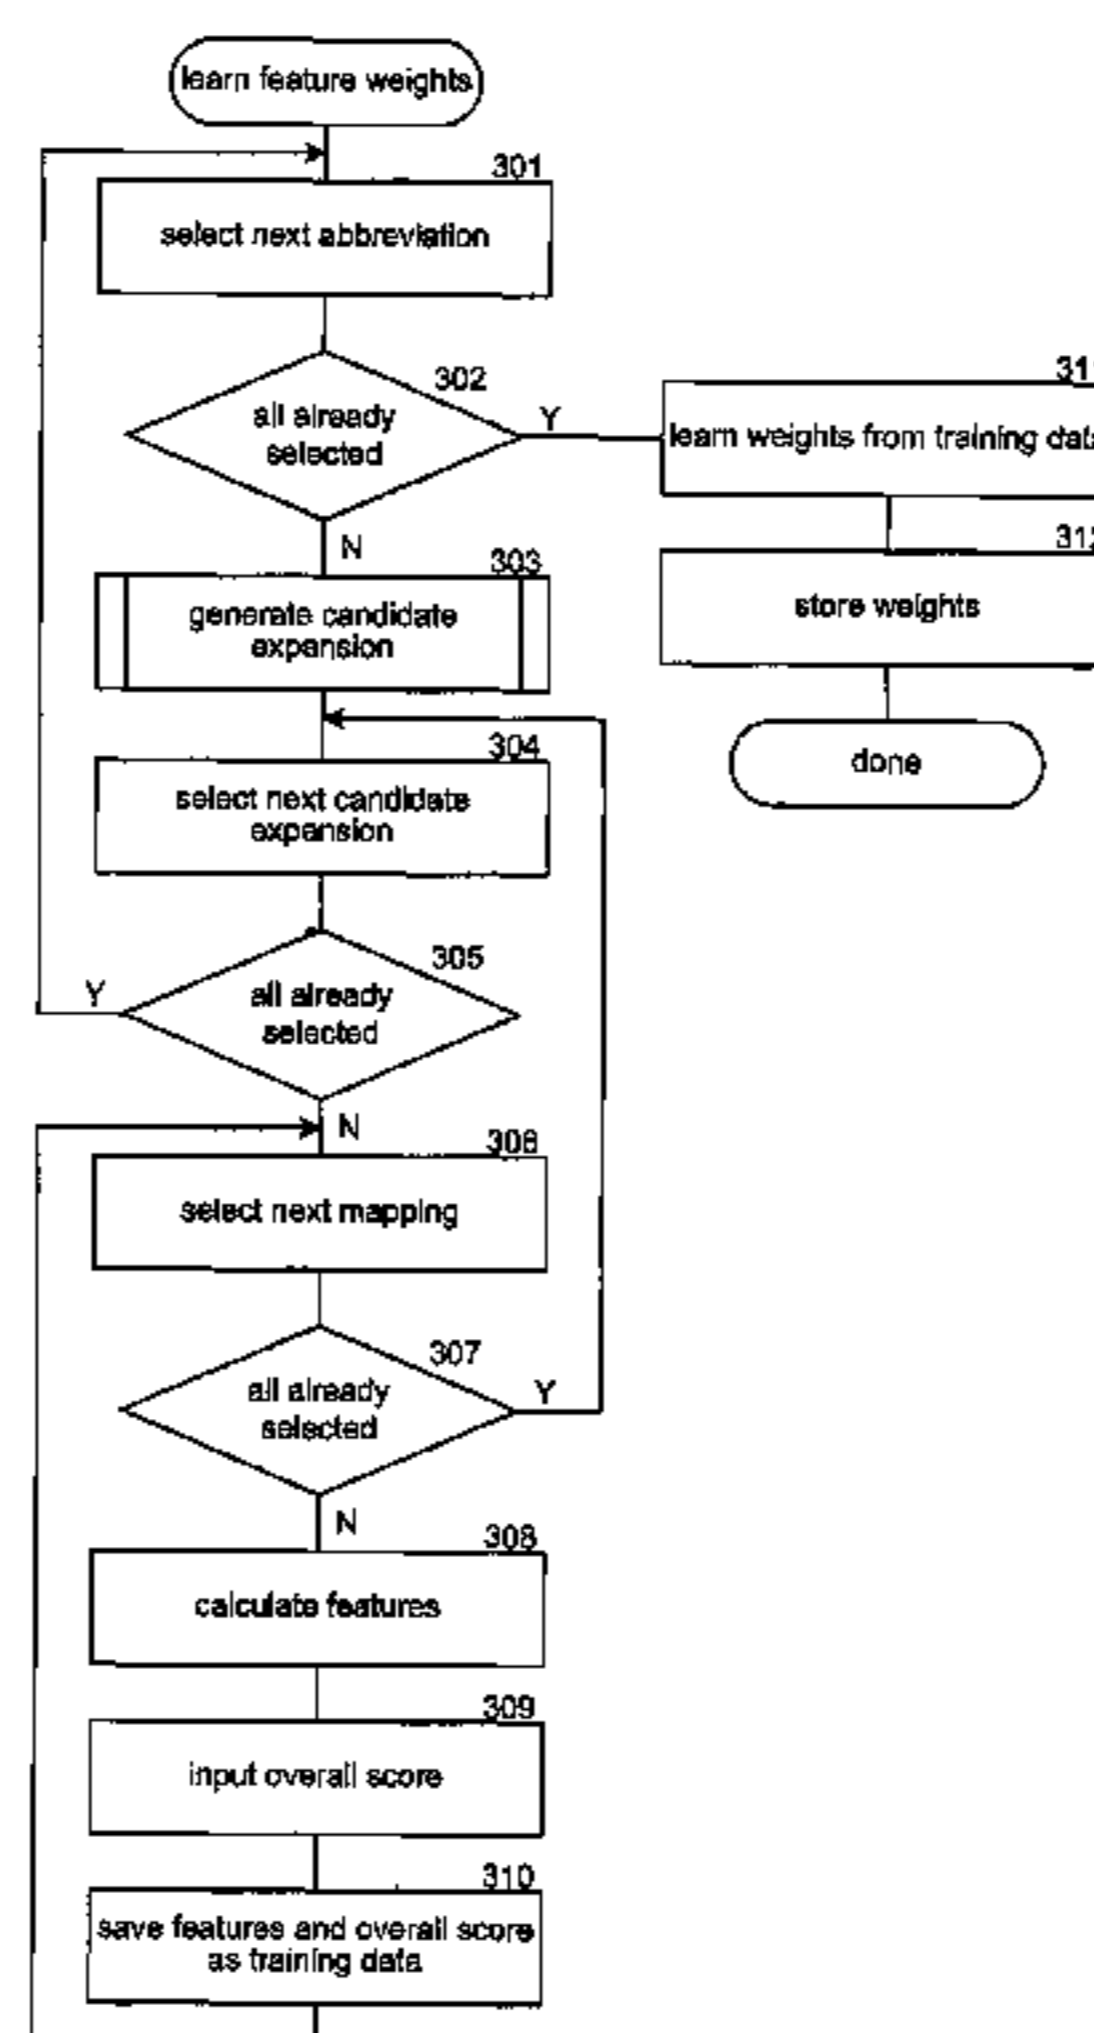 learn feature weights
301
select next abbreviation
302
all already
selected
Y
N
learn weights from training
store weights
done
303
generate candidate
expansion
304
select next candidate
expansion
305
all already
selected
Y
N
306
select next mapping
307
all already
selected
Y
N
308
calculate features
309
input overall score
310
save features and overall score
as training data